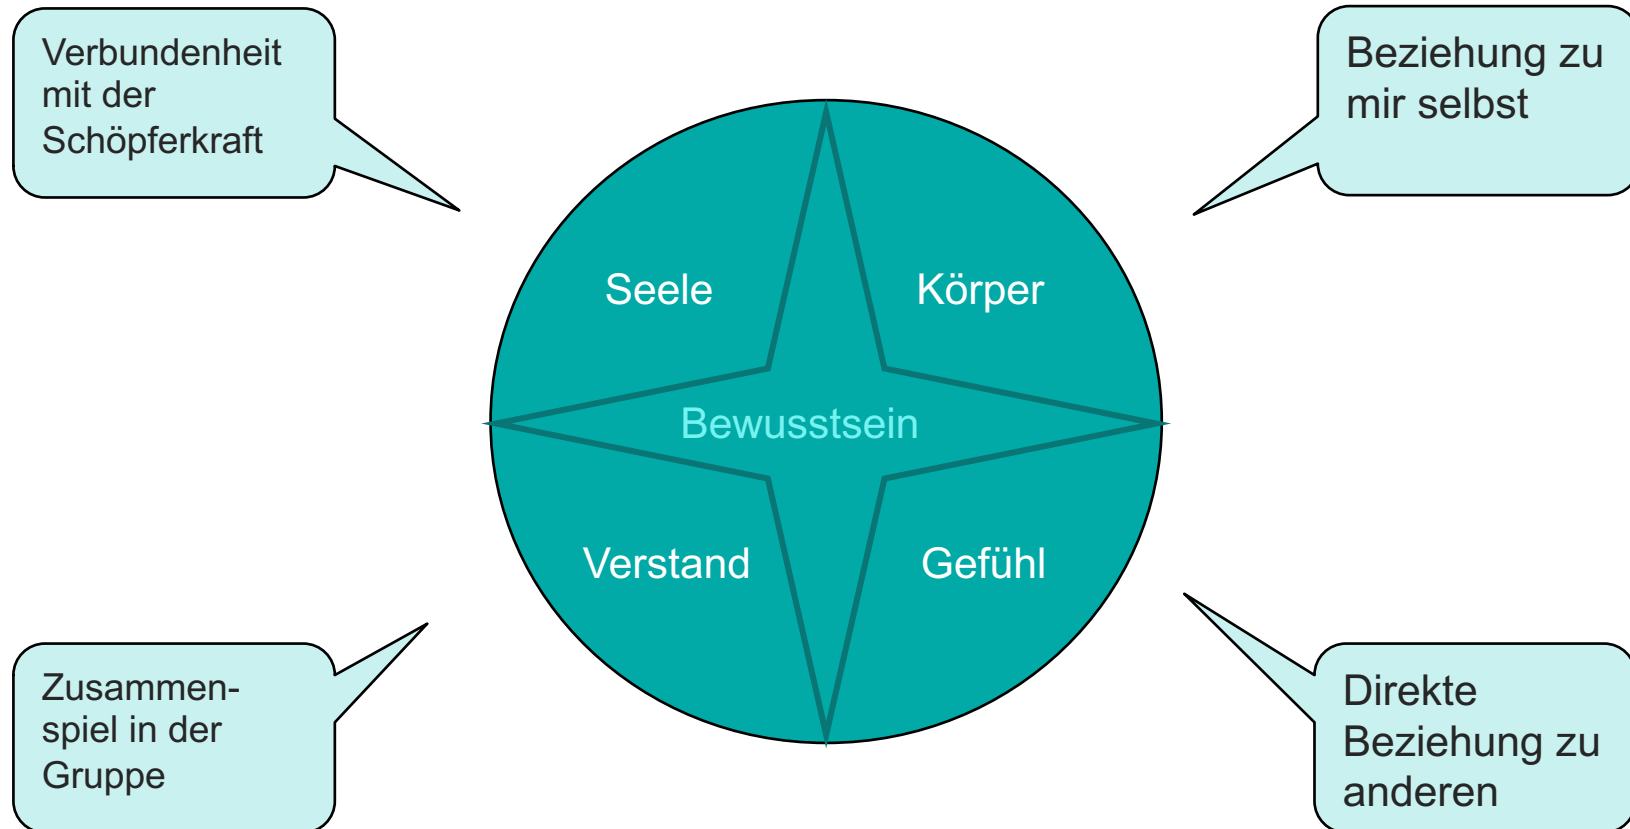 Verbundenheit
mit der
Schöpferkraft
Beziehung zu
mir selbst
Seele
Körper
Bewusstsein
Verstand
Gefühl
Zusammen-
spiel in der
Gruppe
Direkte
Beziehung zu
anderen